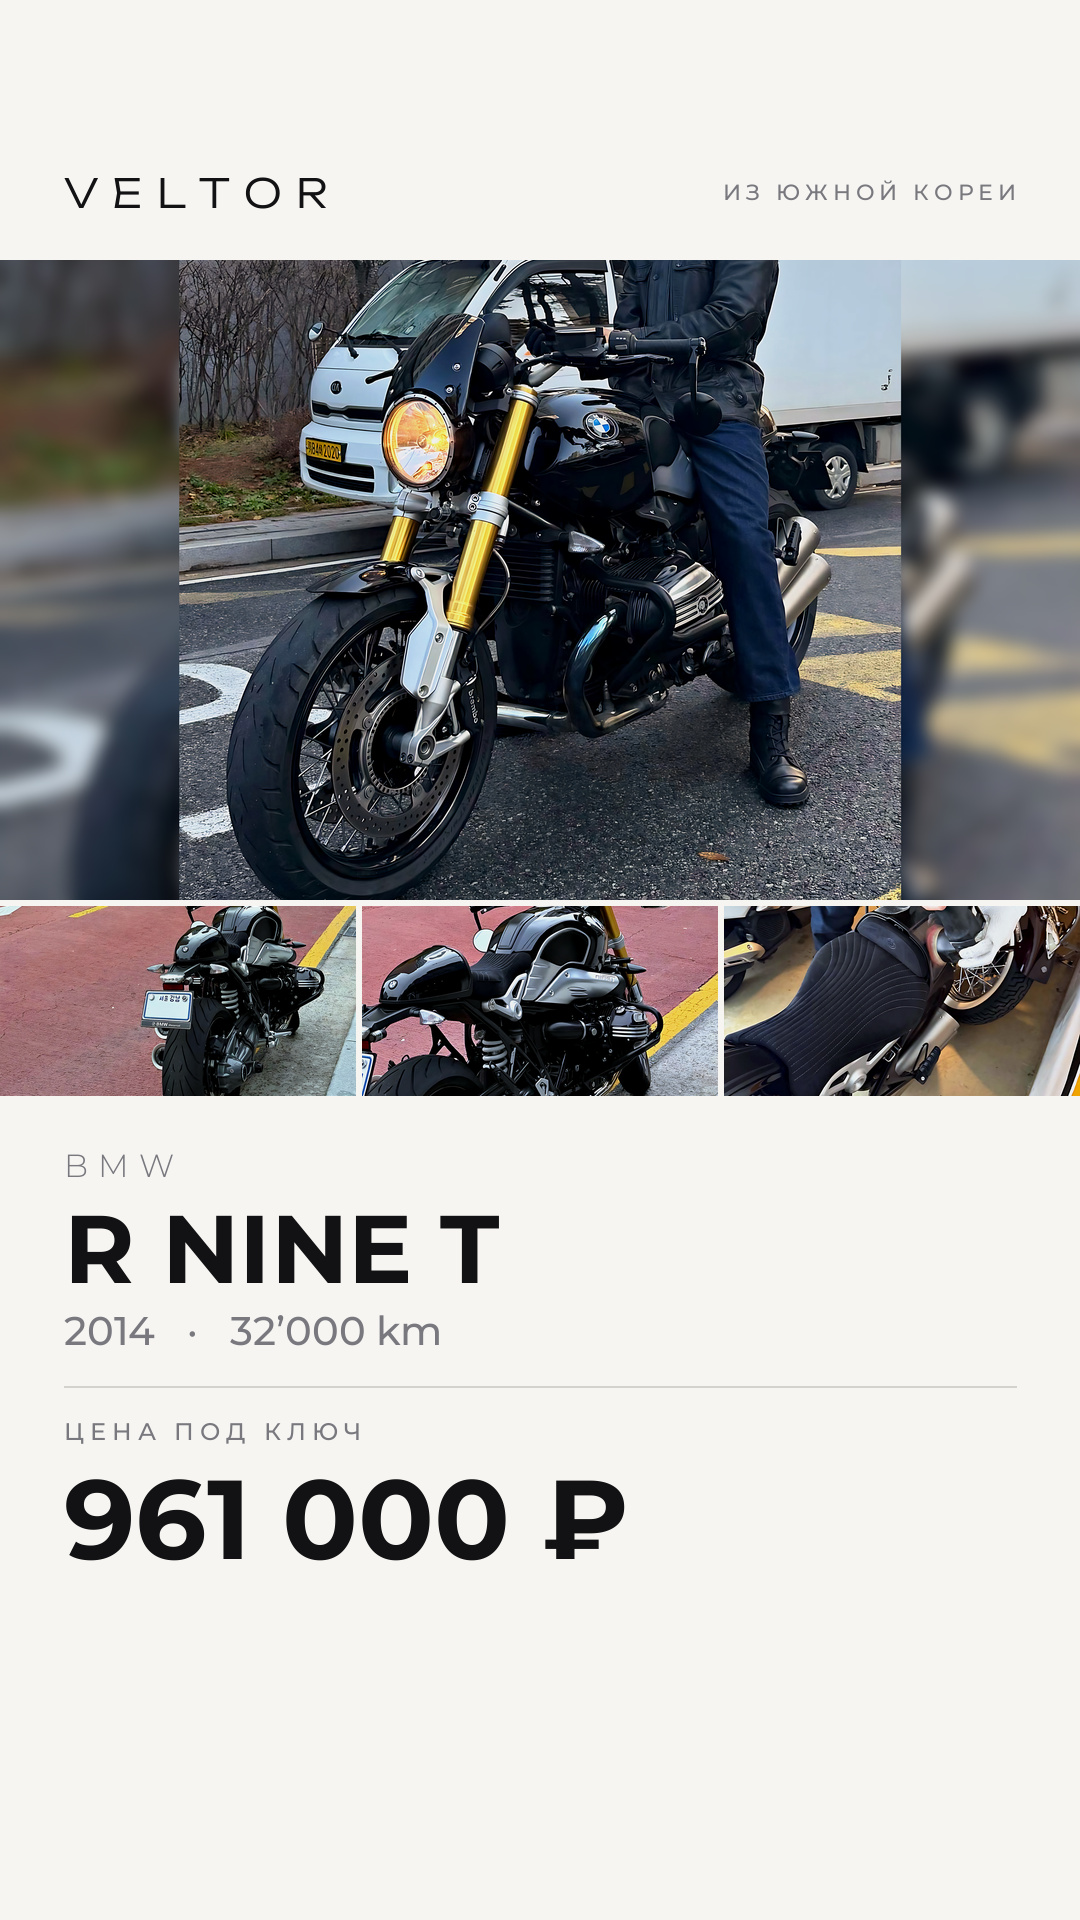 VELTOR
ИЗ ЮЖНОЙ КОРЕИ
BMW
R NINE T
2014 · 32’000 km
ЦЕНА ПОД КЛЮЧ
961 000 ₽